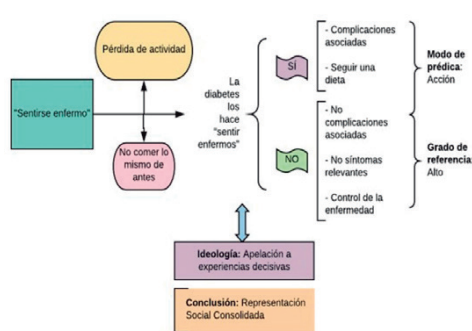 Pérdida de actividad
"Sentirse enfermo"
No comer lo
mismo de
antes
La
diabetes
los
hace
"sentir
enfermos"
SÍ
- Complicaciones
asociadas
- Seguir una
dieta
NO
- No
complicaciones
asociadas
- No síntomas
relevantes
- Control de la
enfermedad
Modo de
prédica:
Acción
Grado de
referencia:
Alto
Ideología: Apelación a
experiencias decisivas
Conclusión: Representación
Social Consolidada